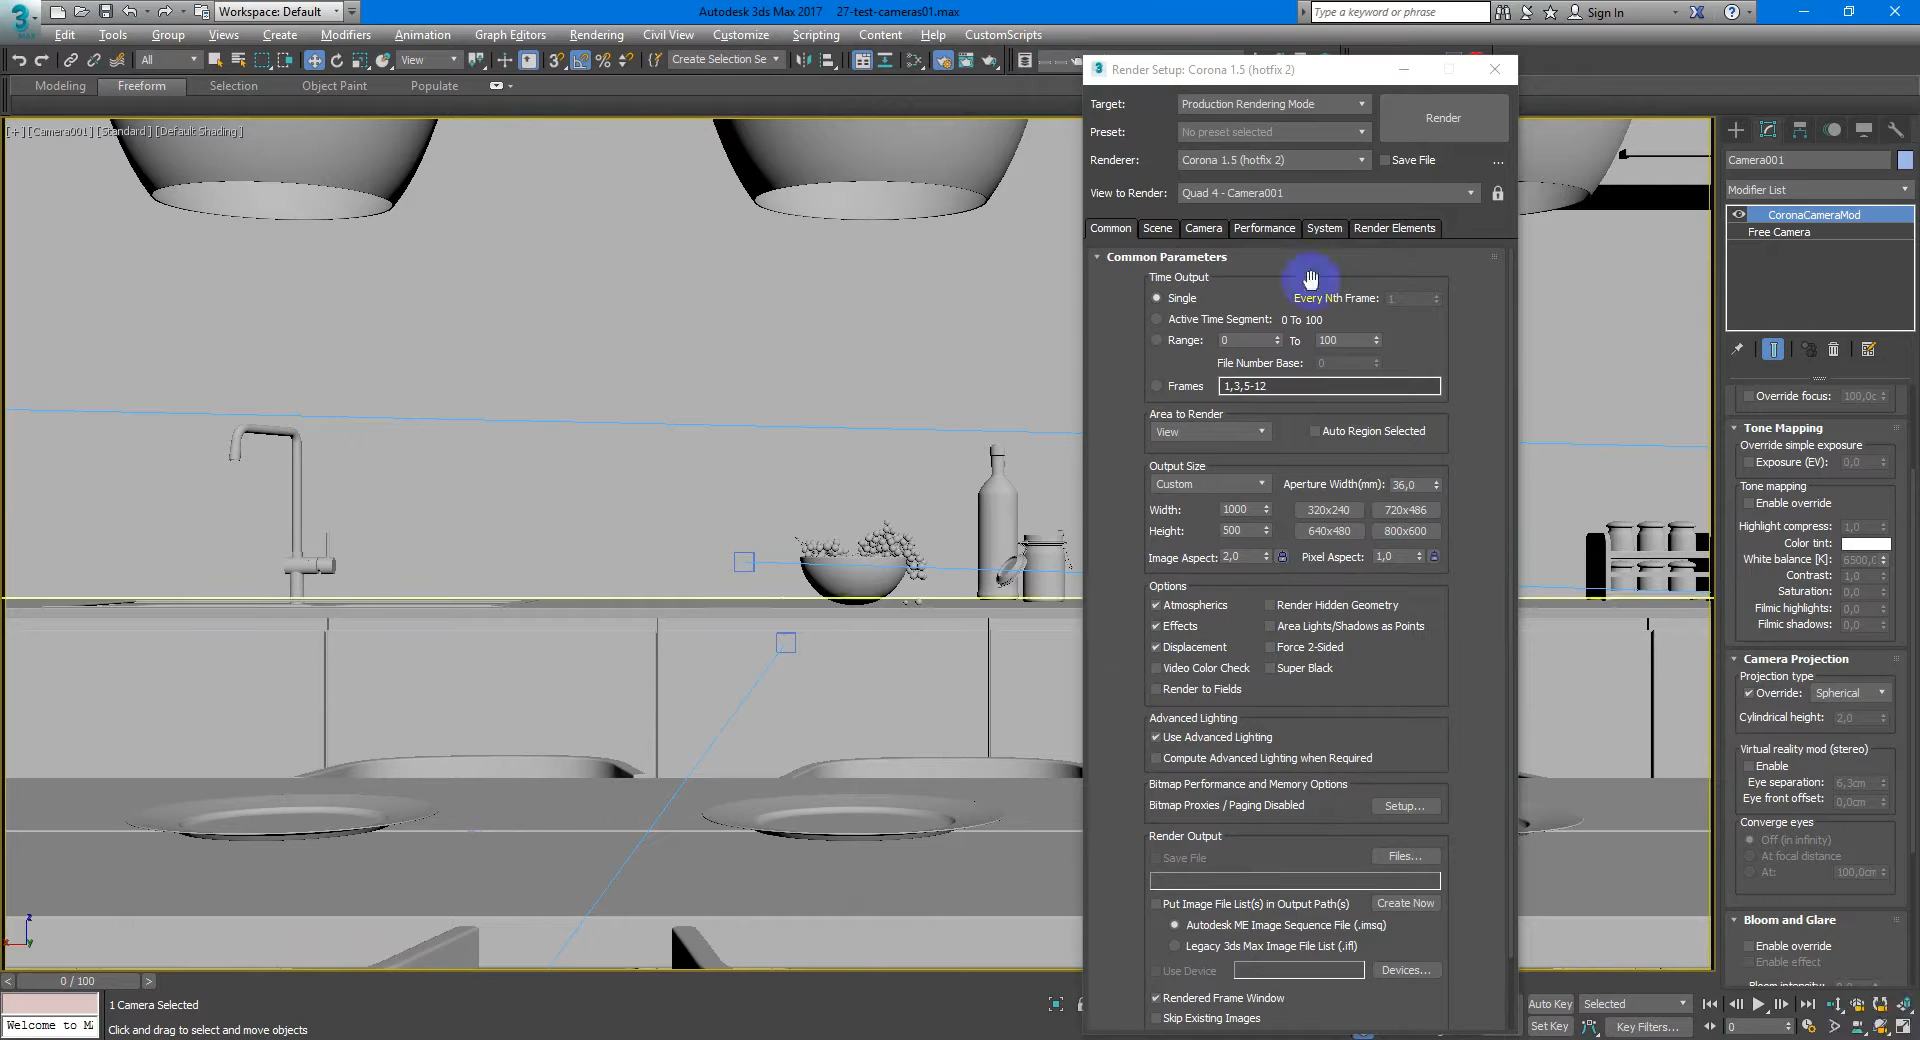 Workspace: Default
Autodesk 3ds Max 2017 27-test-cameras01.max
Type a keyword or phrase
Sign In
Edit Tools Group Views Create Modifiers Animation Graph Editors Rendering Civil View Customize Scripting Content Help CustomScripts
All
View
Create Selection Se
Modeling Freeform Selection Object Paint Populate
[+] [Camera001] [Standard] [Default Shading]
Render Setup: Corona 1.5 (hotfix 2)
Target: Production Rendering Mode
Render
Preset: No preset selected
Renderer: Corona 1.5 (hotfix 2) Save File ...
View to Render: Quad 4 - Camera001
Common Scene Camera Performance System Render Elements
Common Parameters
Time Output
Single Every Nth Frame: 1
Active Time Segment: 0 To 100
Range: 0 To 100
File Number Base: 0
Frames 1,3,5-12
Area to Render
View Auto Region Selected
Output Size
Custom Aperture Width(mm): 36,0
Width: 1000 320x240 720x486
Height: 500 640x480 800x600
Image Aspect: 2,0 Pixel Aspect: 1,0
Options
Atmospherics Render Hidden Geometry
Effects Area Lights/Shadows as Points
Displacement Force 2-Sided
Video Color Check Super Black
Render to Fields
Advanced Lighting
Use Advanced Lighting
Compute Advanced Lighting when Required
Bitmap Performance and Memory Options
Bitmap Proxies / Paging Disabled Setup...
Render Output
Save File Files...
Put Image File List(s) in Output Path(s) Create Now
Autodesk ME Image Sequence File (.imsq)
Legacy 3ds Max Image File List (.ifl)
Use Device Devices...
Rendered Frame Window
Skip Existing Images
Camera001
Modifier List
CoronaCameraMod
Free Camera
Override focus: 100,0c
Tone Mapping
Override simple exposure
Exposure (EV): 0,0
Tone mapping
Enable override
Highlight compress: 1,0
Color tint:
White balance [K]: 6500,0
Contrast: 1,0
Saturation: 0,0
Filmic highlights: 0,0
Filmic shadows: 0,0
Camera Projection
Projection type
Override: Spherical
Cylindrical height: 2,0
Virtual reality mod (stereo)
Enable
Eye separation: 6,3cm
Eye front offset: 0,0cm
Converge eyes
Off (in infinity)
At focal distance
At: 100,0cm
Bloom and Glare
Enable override
Enable effect
Bloom intensity:
z
x
y
< 0 / 100 >
1 Camera Selected
Welcome to M
Click and drag to select and move objects
Auto Key Selected
Set Key Key Filters... 0